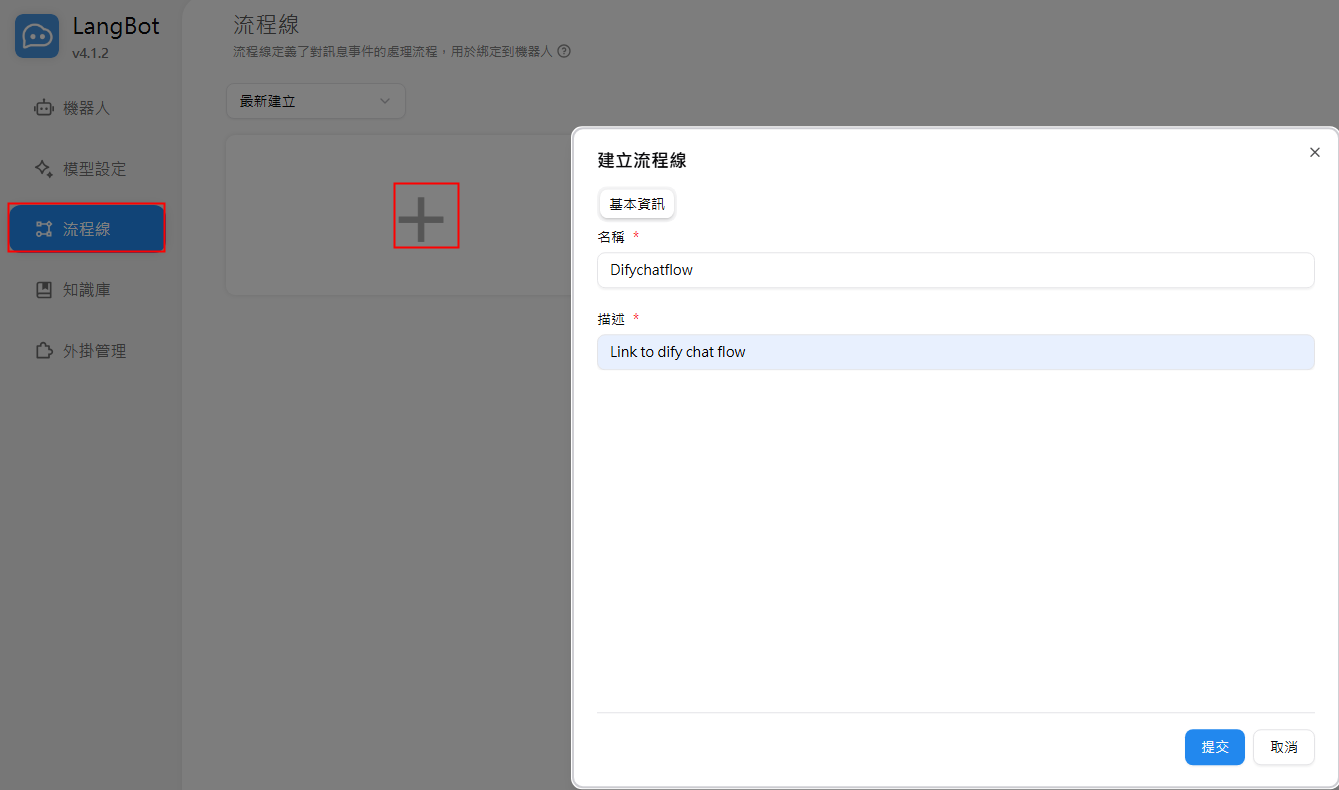 LangBot
v4.1.2
機器人
模型設定
流程線
知識庫
外掛管理
流程線
流程線定義了對訊息事件的處理流程，用於綁定到機器人
最新建立
建立流程線
基本資訊
名稱 *
Difychatflow
描述 *
Link to dify chat flow
提交
取消